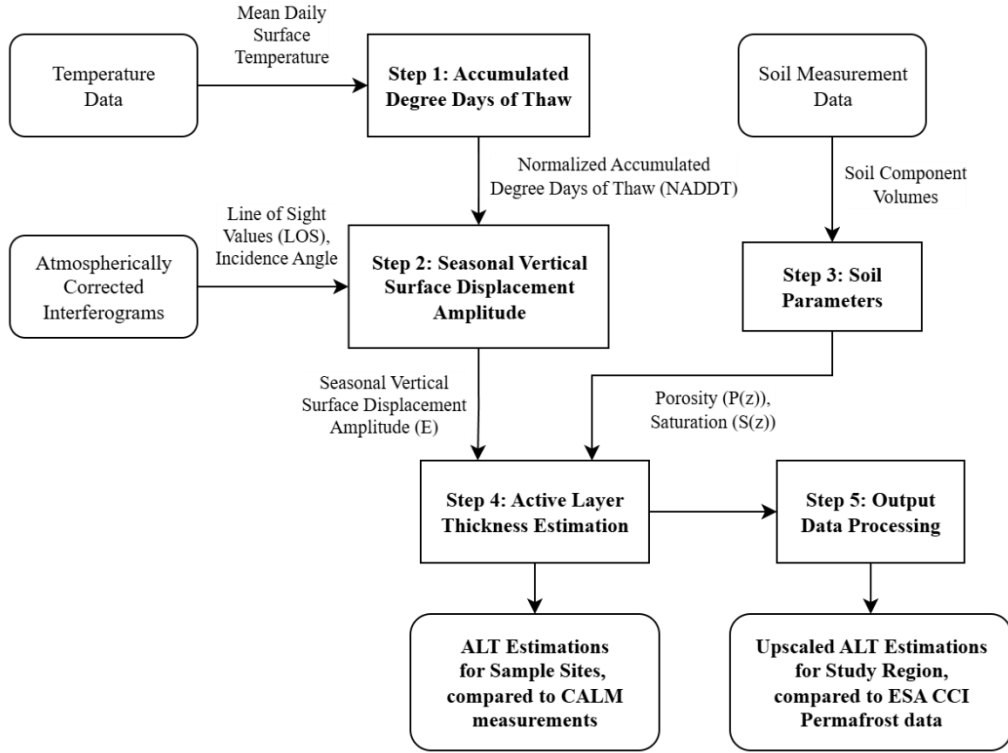 Mean Daily
Surface
Temperature
Temperature
Data
Step 1: Accumulated
Degree Days of Thaw
Soil Measurement
Data
Normalized Accumulated
Degree Days of Thaw (NADDT)
Soil Component
Volumes
Line of Sight
Values (LOS),
Incidence Angle
Atmospherically
Corrected
Interferograms
Step 2: Seasonal Vertical
Surface Displacement
Amplitude
Step 3: Soil
Parameters
Seasonal Vertical
Surface Displacement
Amplitude (E)
Porosity (P(z)),
Saturation (S(z))
Step 4: Active Layer
Thickness Estimation
Step 5: Output
Data Processing
ALT Estimations
for Sample Sites,
compared to CALM
measurements
Upscaled ALT Estimations
for Study Region,
compared to ESA CCI
Permafrost data